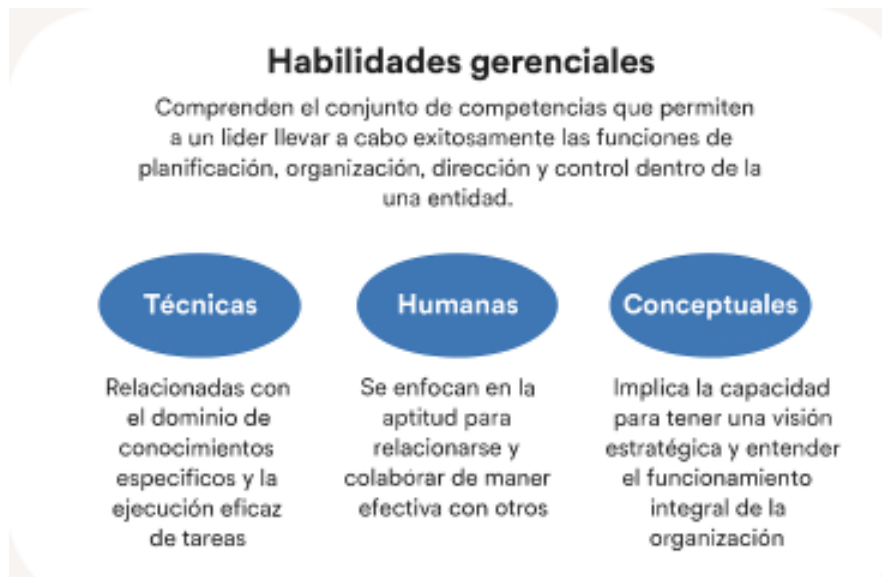 Habilidades gerenciales
Comprenden el conjunto de competencias que permiten
a un lider llevar a cabo exitosamente las funciones de
planificación, organización, dirección y control dentro de la
una entidad.
Técnicas
Humanas
Conceptuales
Relacionadas con
el dominio de
conocimientos
específicos y la
ejecución eficaz
de tareas
Se enfocan en la
aptitud para
relacionarse y
colaborar de maner
efectiva con otros
Implica la capacidad
para tener una visión
estratégica y entender
el funcionamiento
integral de la
organización